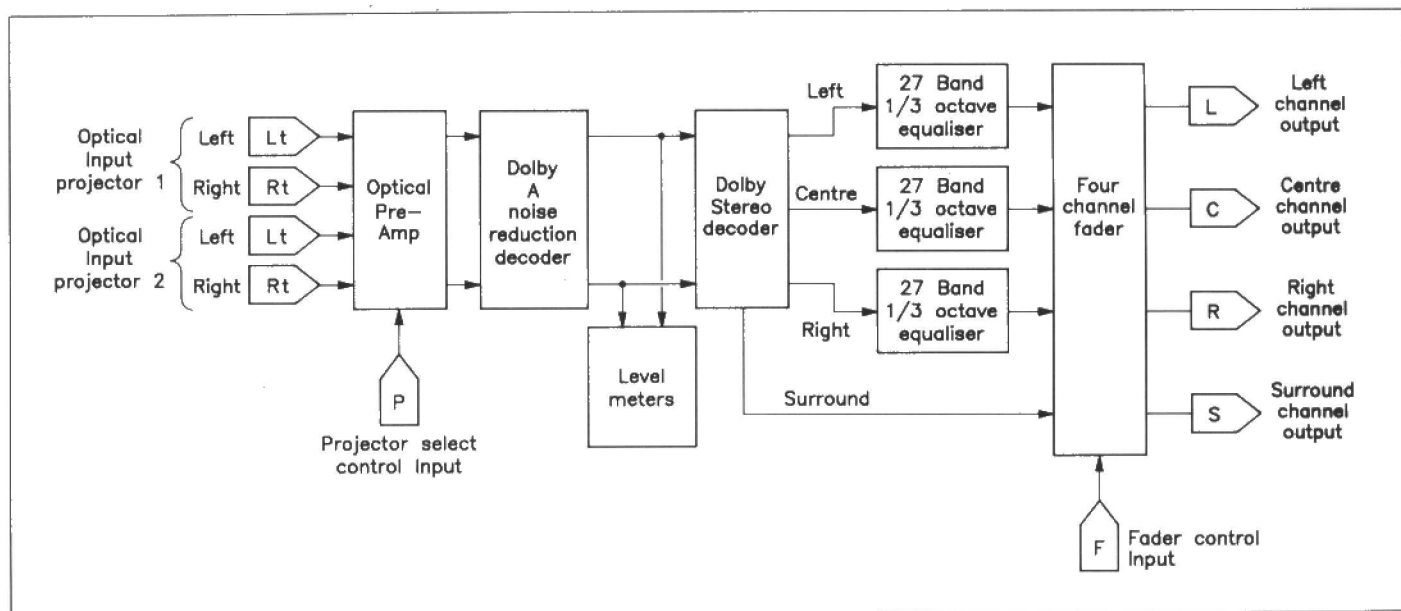 Optical
Input
projector 1
Left
Lt
Right
Rt
Optical
Input
projector 2
Left
Lt
Right
Rt
Optical
Pre-
Amp
P
Projector select
control Input
Dolby
A
noise
reduction
decoder
Level
meters
Dolby
Stereo
decoder
Left
Centre
Right
Surround
27 Band
1/3 octave
equaliser
27 Band
1/3 octave
equaliser
27 Band
1/3 octave
equaliser
Four
channel
fader
F
Fader control
Input
L
Left
channel
output
C
Centre
channel
output
R
Right
channel
output
S
Surround
channel
output